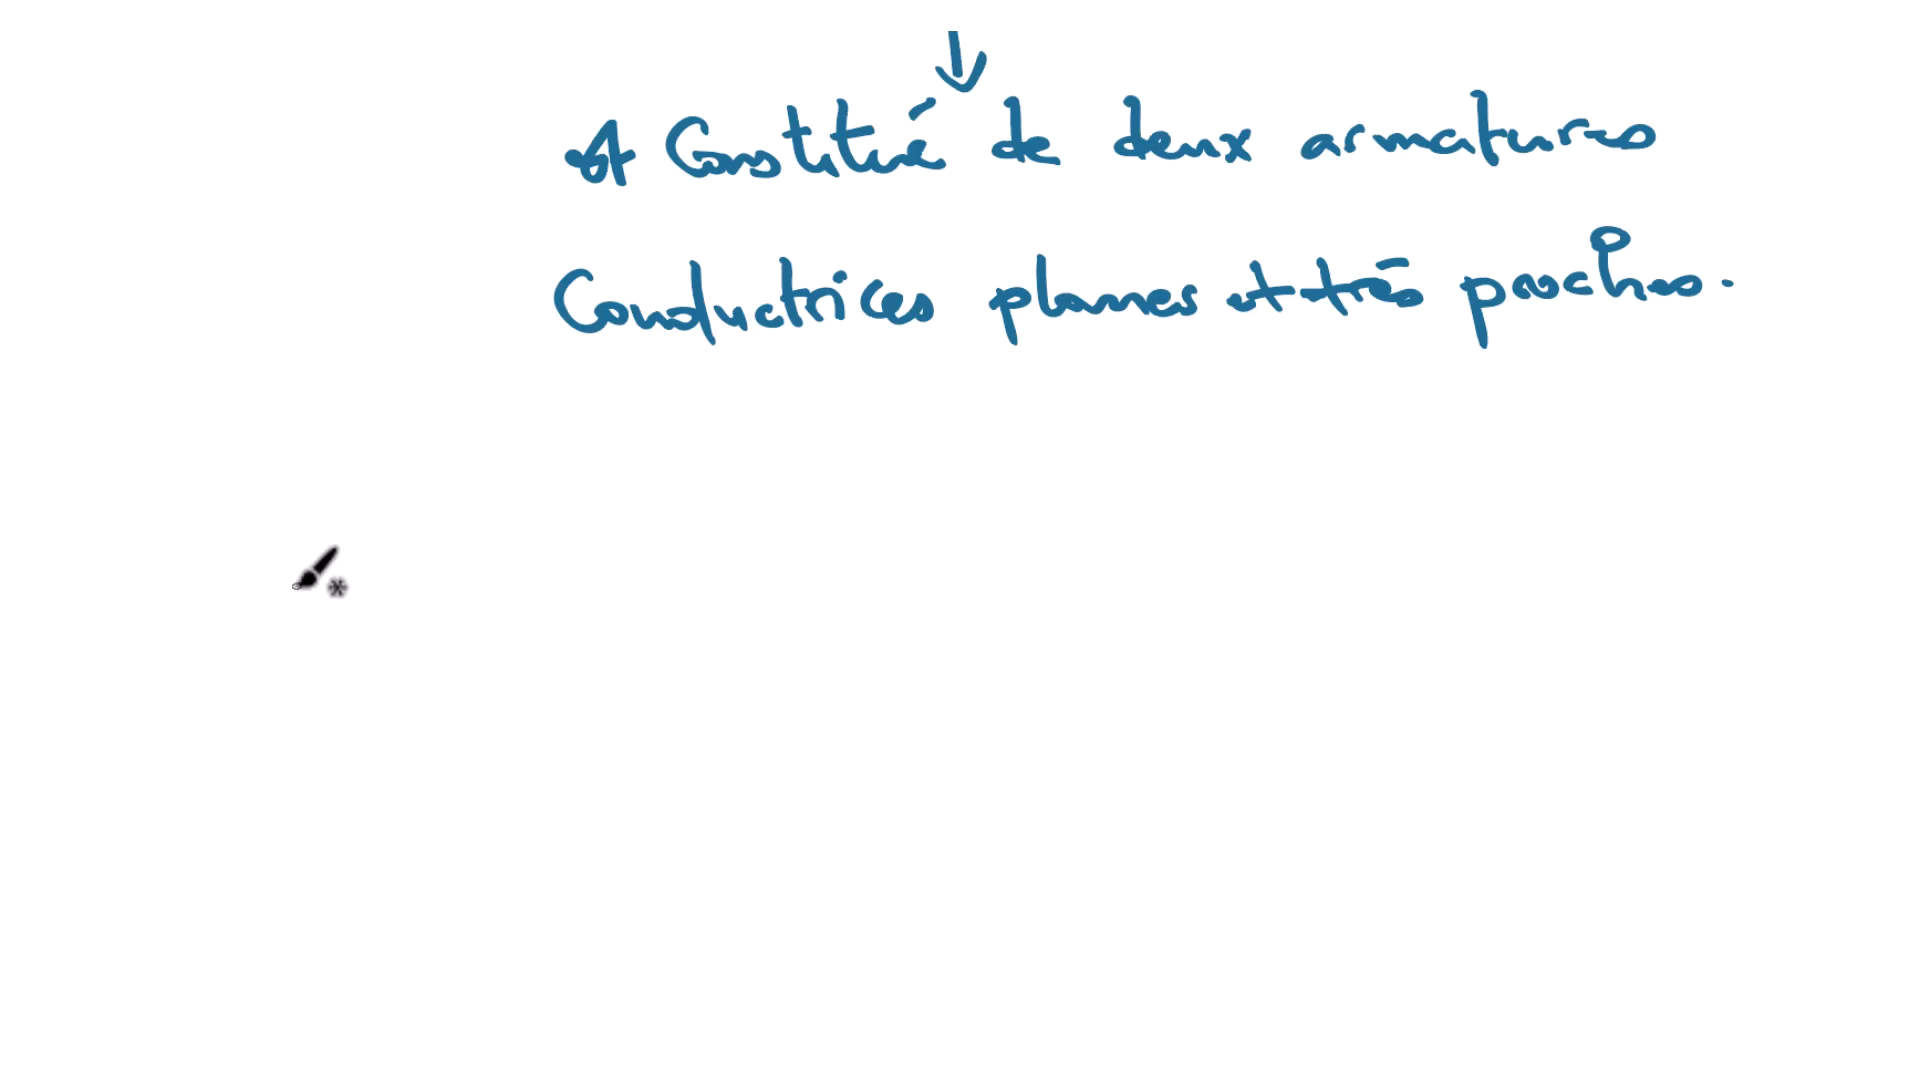 Constitué de deux armatures
Conductrices planes et très proches.